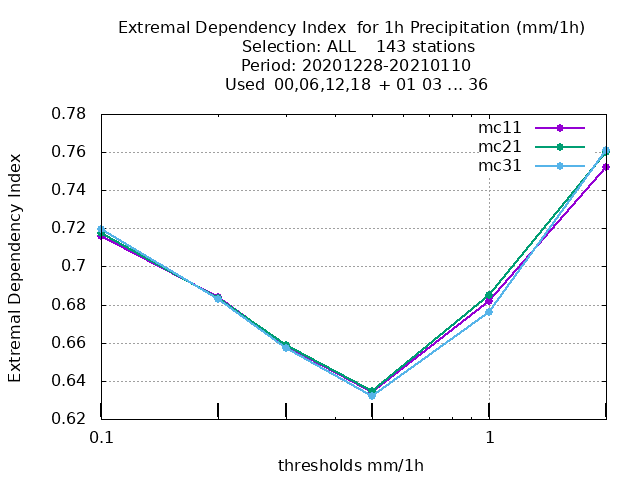 Extremal Dependency Index  for 1h Precipitation (mm/1h)
Selection: ALL    143 stations
Period: 20201228-20210110
Used  00,06,12,18 + 01 03 ... 36
mc11
mc21
mc31
0.78
0.76
0.74
0.72
0.7
0.68
0.66
0.64
0.62
Extremal Dependency Index
0.1 1
thresholds mm/1h